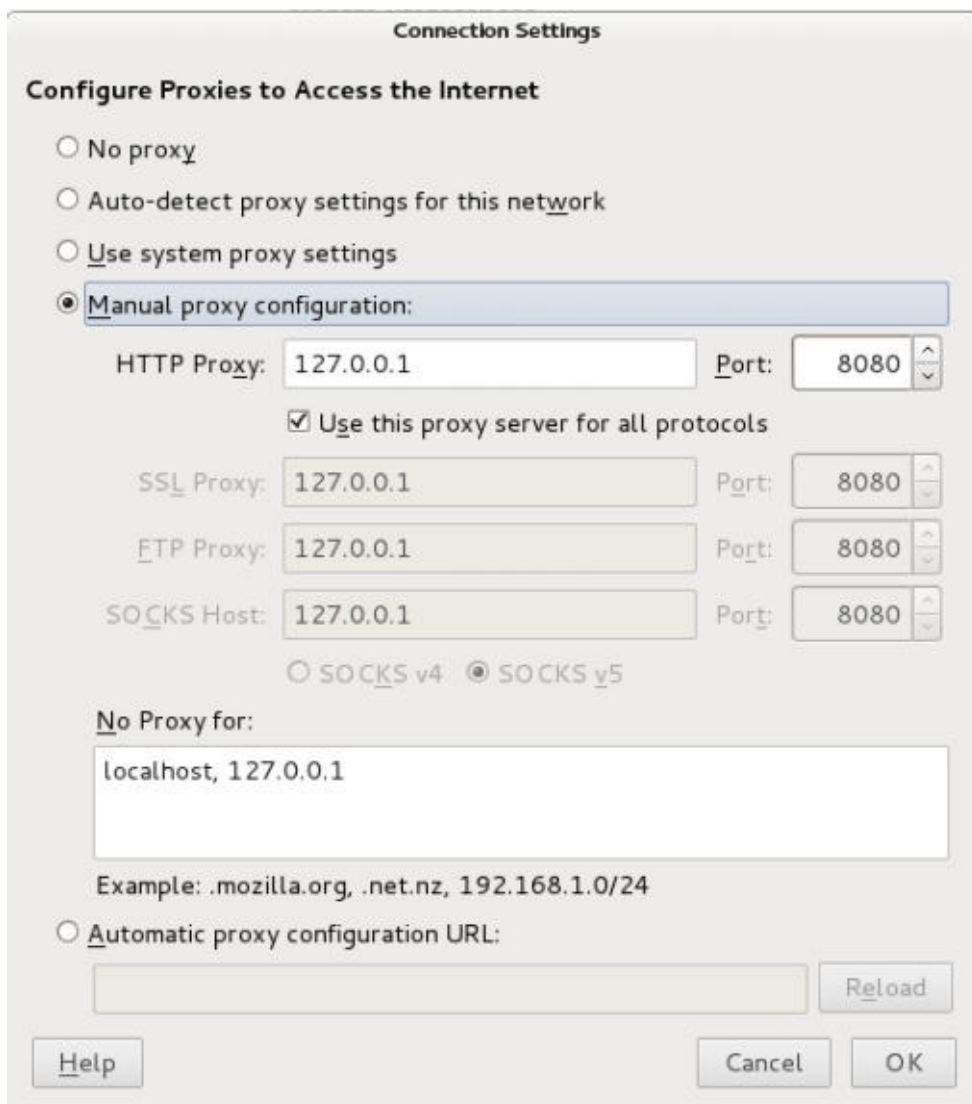 Connection Settings
Configure Proxies to Access the Internet
No proxy
Auto-detect proxy settings for this network
Use system proxy settings
Manual proxy configuration:
HTTP Proxy: 127.0.0.1 Port: 8080
Use this proxy server for all protocols
SSL Proxy: 127.0.0.1 Port: 8080
FTP Proxy: 127.0.0.1 Port: 8080
SOCKS Host: 127.0.0.1 Port: 8080
SOCKS v4 SOCKS v5
No Proxy for:
localhost, 127.0.0.1
Example: .mozilla.org, .net.nz, 192.168.1.0/24
Automatic proxy configuration URL:
Reload
Help Cancel OK